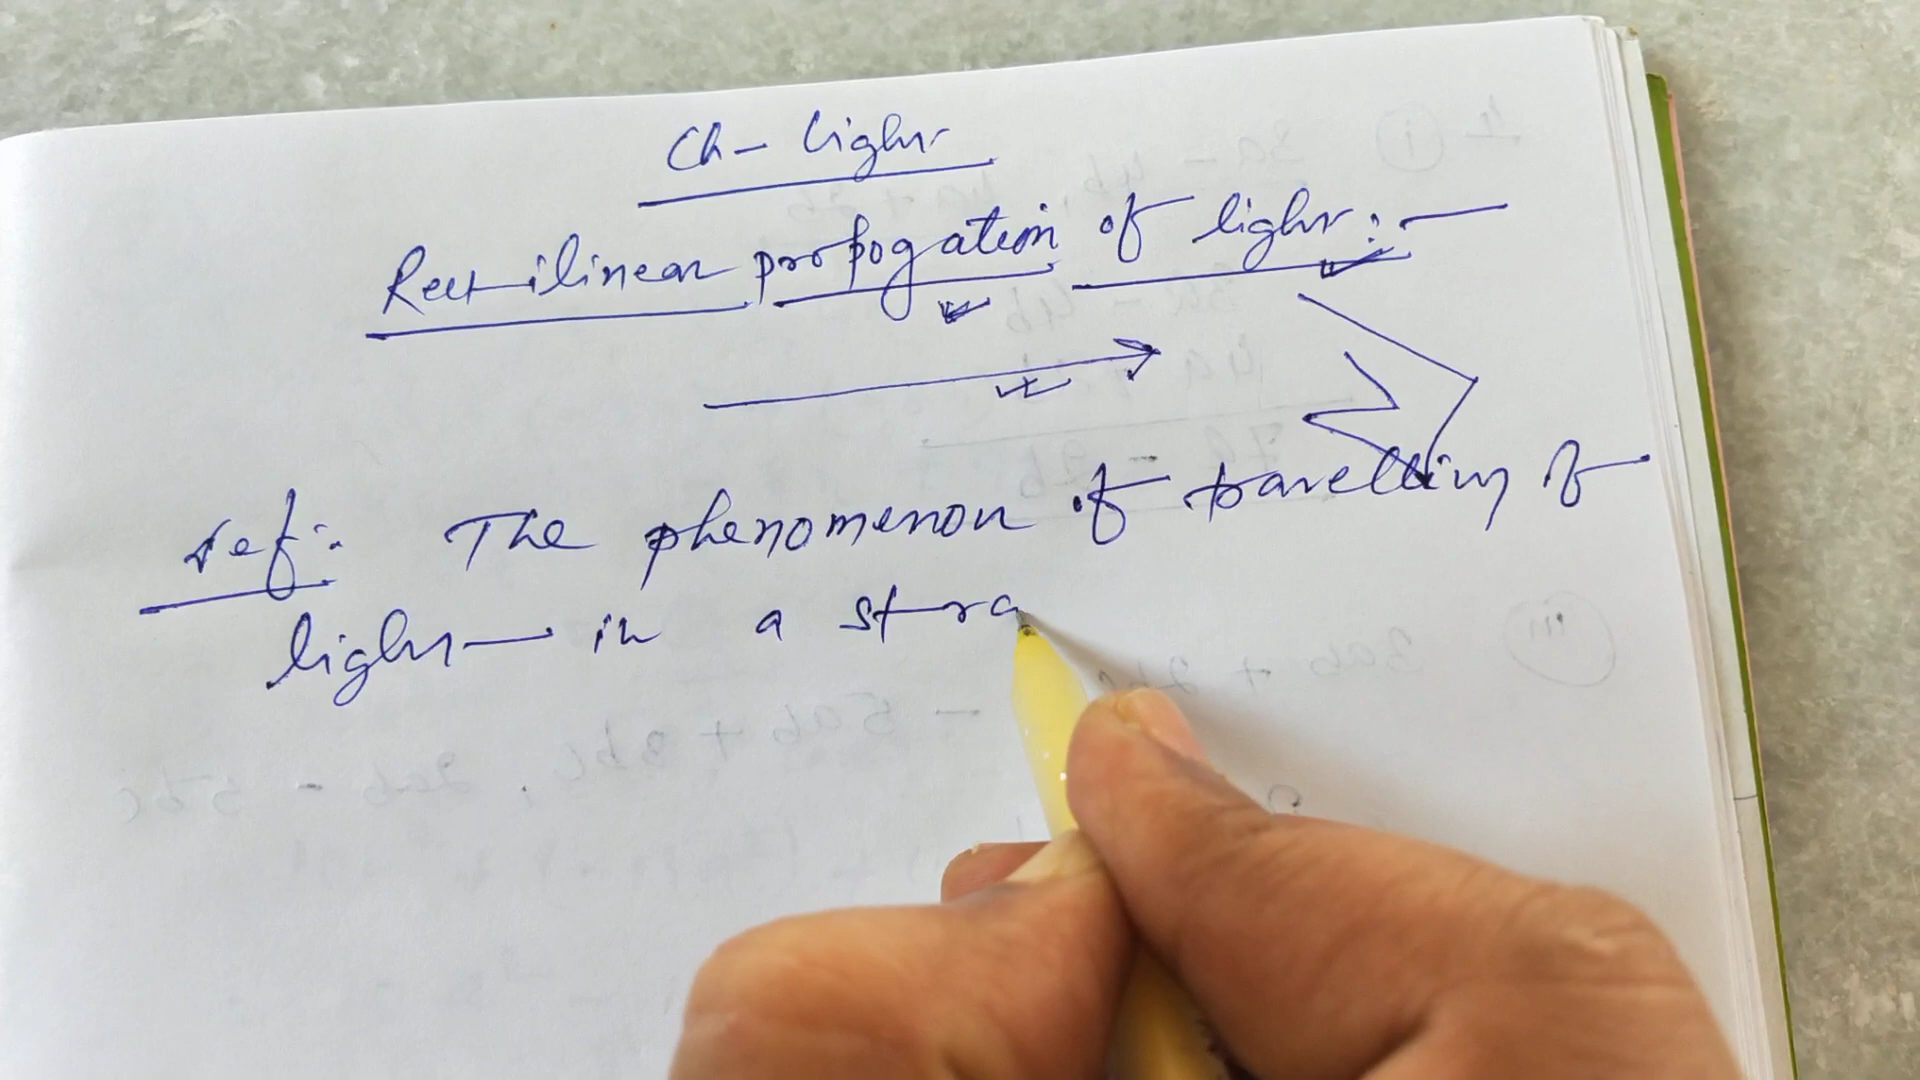 Ch - Light
Rectilinear propogation of light : -
def :- The phenomenon of travelling of
light in a stra